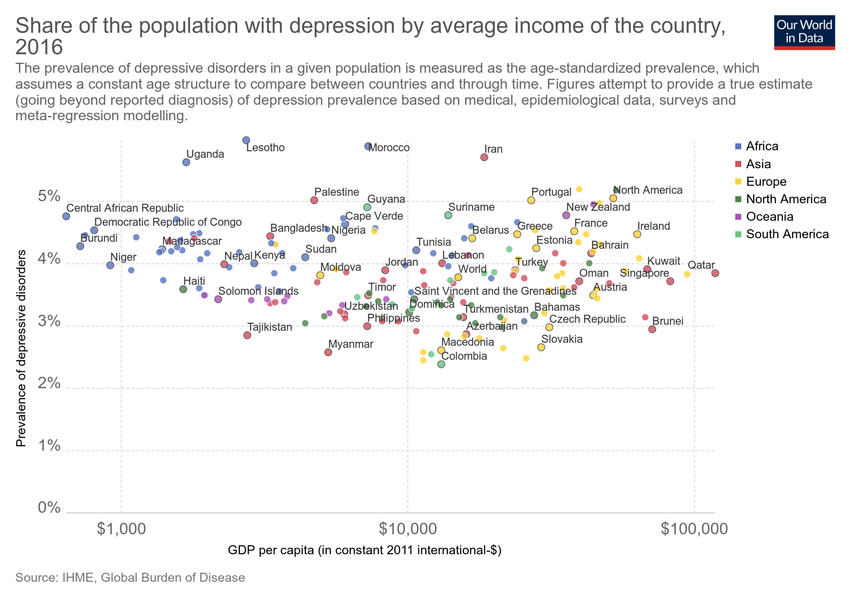 Share of the population with depression by average income of the country,
2016
Our World
in Data
The prevalence of depressive disorders in a given population is measured as the age-standardized prevalence, which
assumes a constant age structure to compare between countries and through time. Figures attempt to provide a true estimate
(going beyond reported diagnosis) of depression prevalence based on medical, epidemiological data, surveys and
meta-regression modelling.
Prevalence of depressive disorders
5%
4%
3%
2%
1%
0%
Uganda
Lesotho
Morocco
Iran
Palestine
Guyana
Portugal
North America
Central African Republic
Cape Verde
Suriname
New Zealand
Democratic Republic of Congo
Bangladesh
Nigeria
Belarus
Greece
France
Ireland
Burundi
Madagascar
Tunisia
Estonia
Bahrain
Niger
Nepal
Kenya
Sudan
Lebanon
Moldova
Jordan
World
Turkey
Oman
Singapore
Kuwait
Qatar
Haiti
Solomon Islands
Timor
Saint Vincent and the Grenadines
Austria
Uzbekistan
Dominica
Turkmenistan
Bahamas
Tajikistan
Philippines
Azerbaijan
Czech Republic
Brunei
Myanmar
Macedonia
Slovakia
Colombia
$1,000
$10,000
$100,000
GDP per capita (in constant 2011 international-$)
Africa
Asia
Europe
North America
Oceania
South America
Source: IHME, Global Burden of Disease